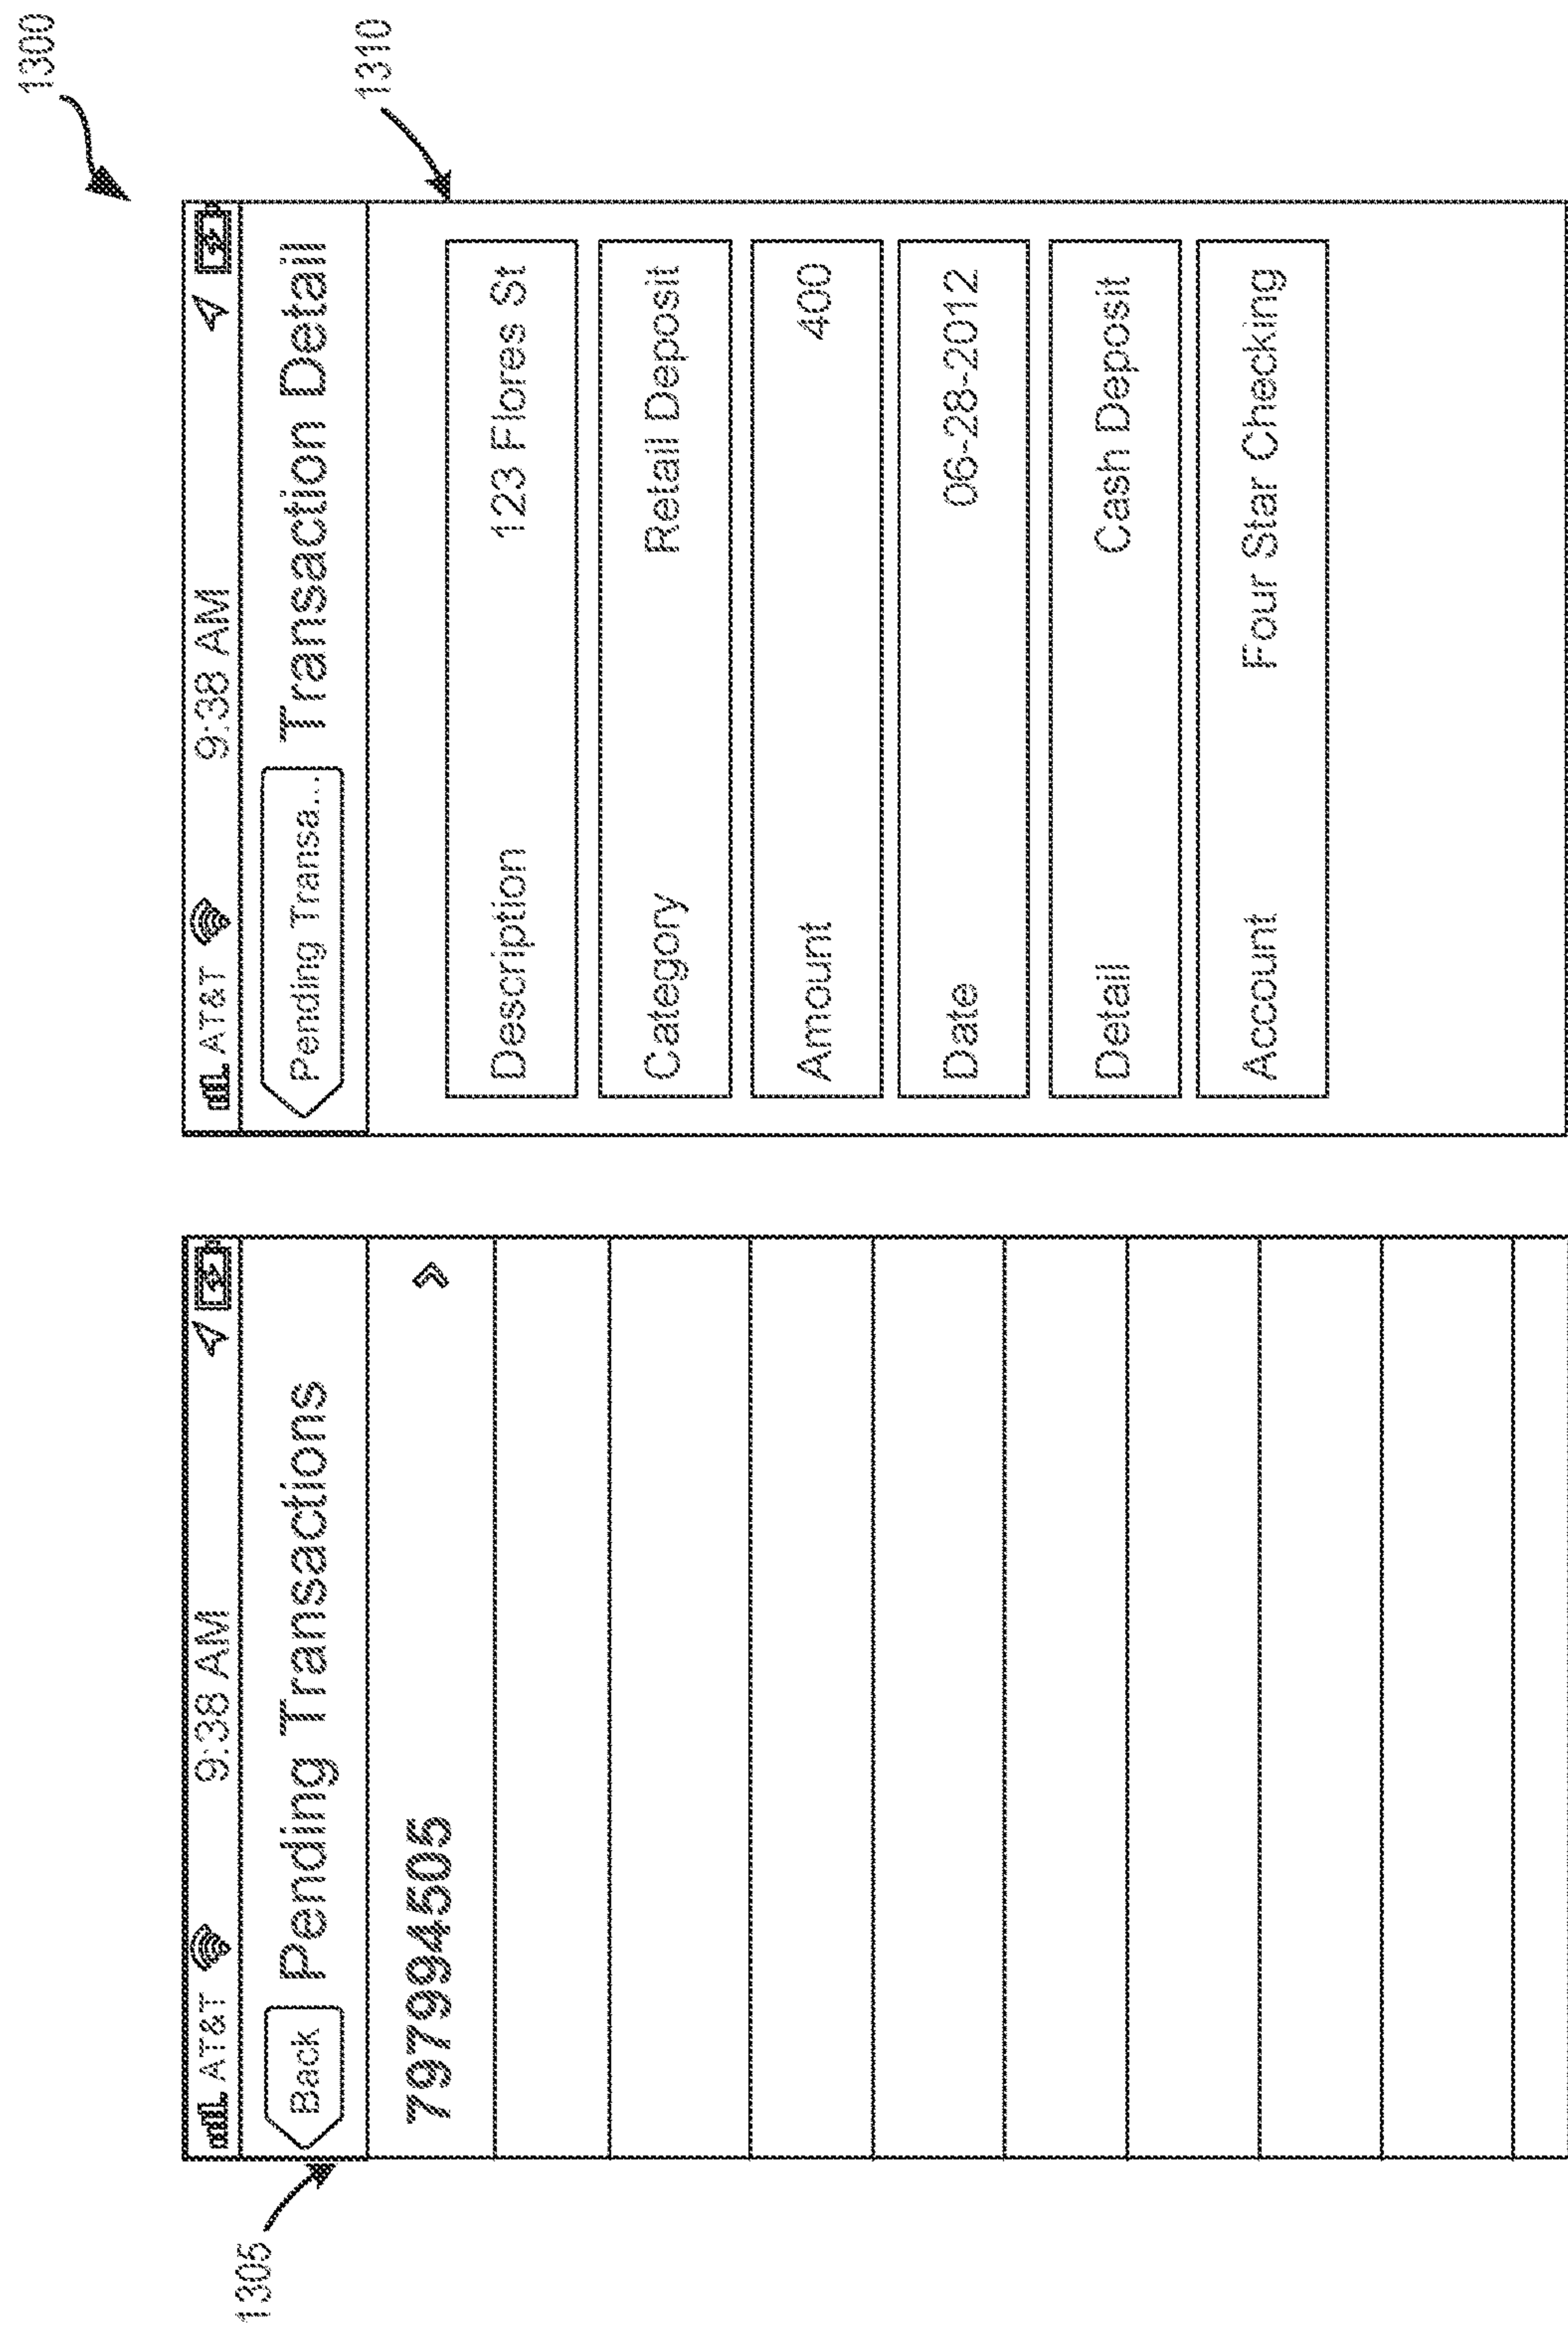 1300
1305
AT&T 9:38 AM
Back Pending Transactions
797994505
1310
AT&T 9:38 AM
Pending Transa... Transaction Detail
Description 123 Flores St
Category Retail Deposit
Amount 400
Date 06-28-2012
Detail Cash Deposit
Account Four Star Checking